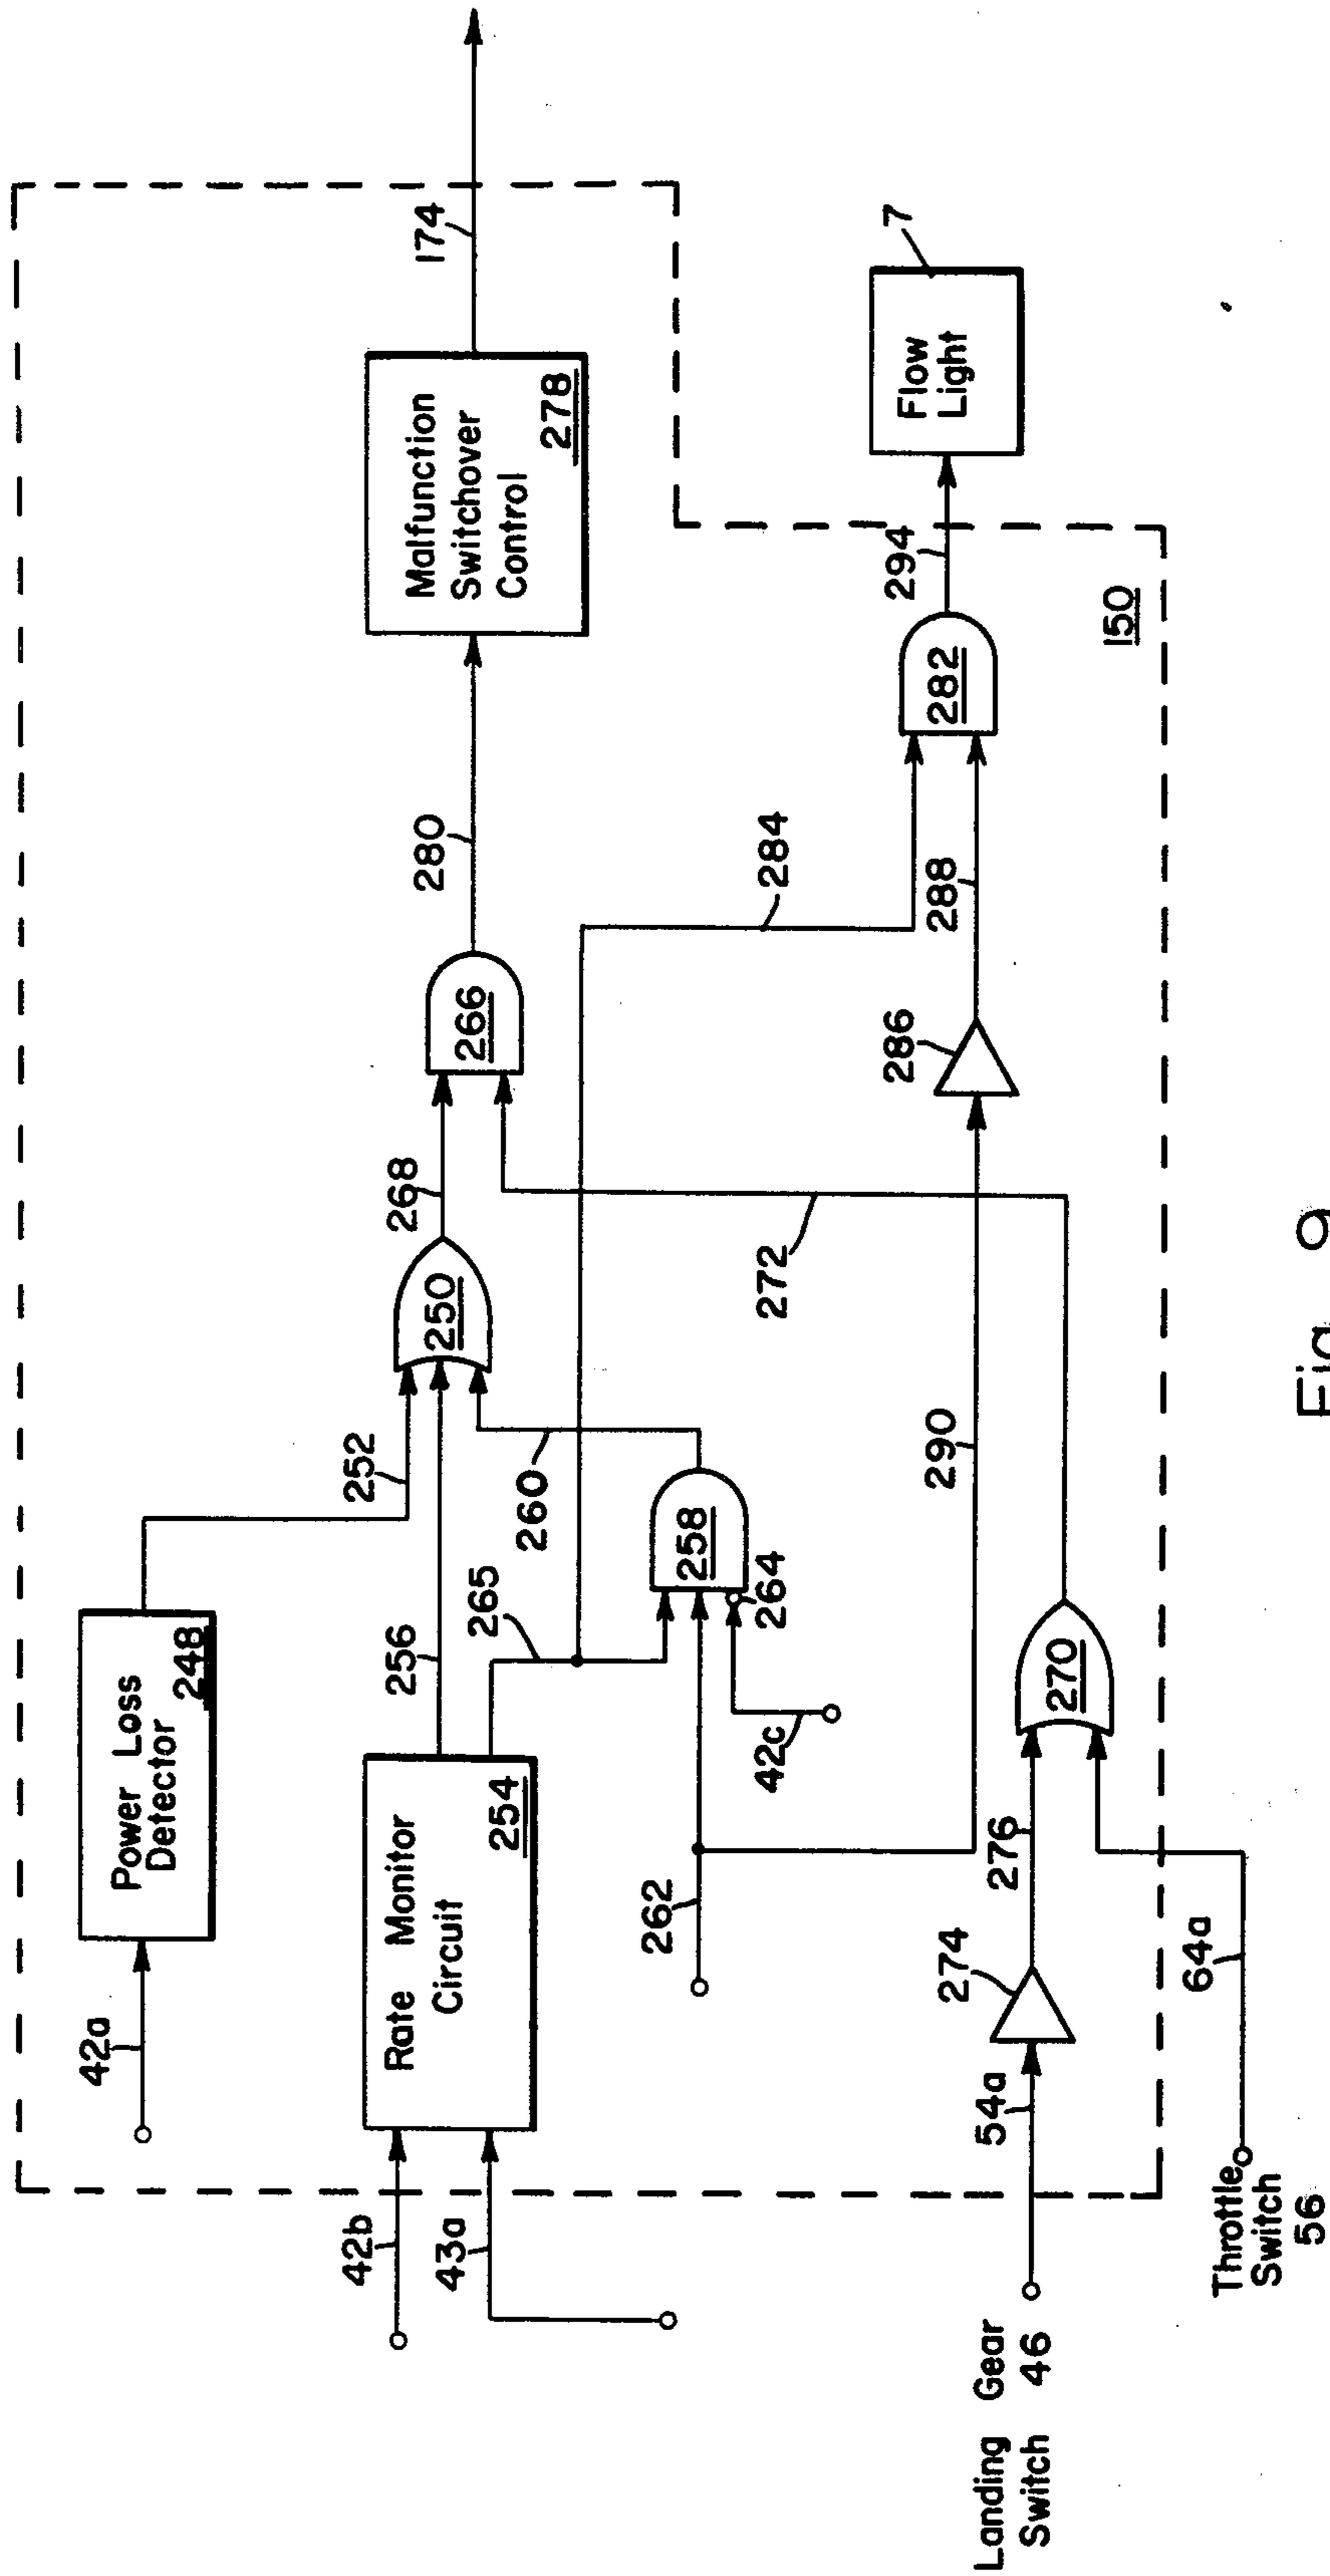 42a
Power Loss
Detector
248
252
42b
43a
Rate Monitor
Circuit
254
256
265
260
250
268
266
280
Malfunction
Switchover
Control
278
174
262
42c
264
258
272
284
Landing Gear
Switch 46
54a
274
276
270
290
286
288
282
294
Flow
Light
7
150
Throttle
Switch
56
64a
Fig. 9